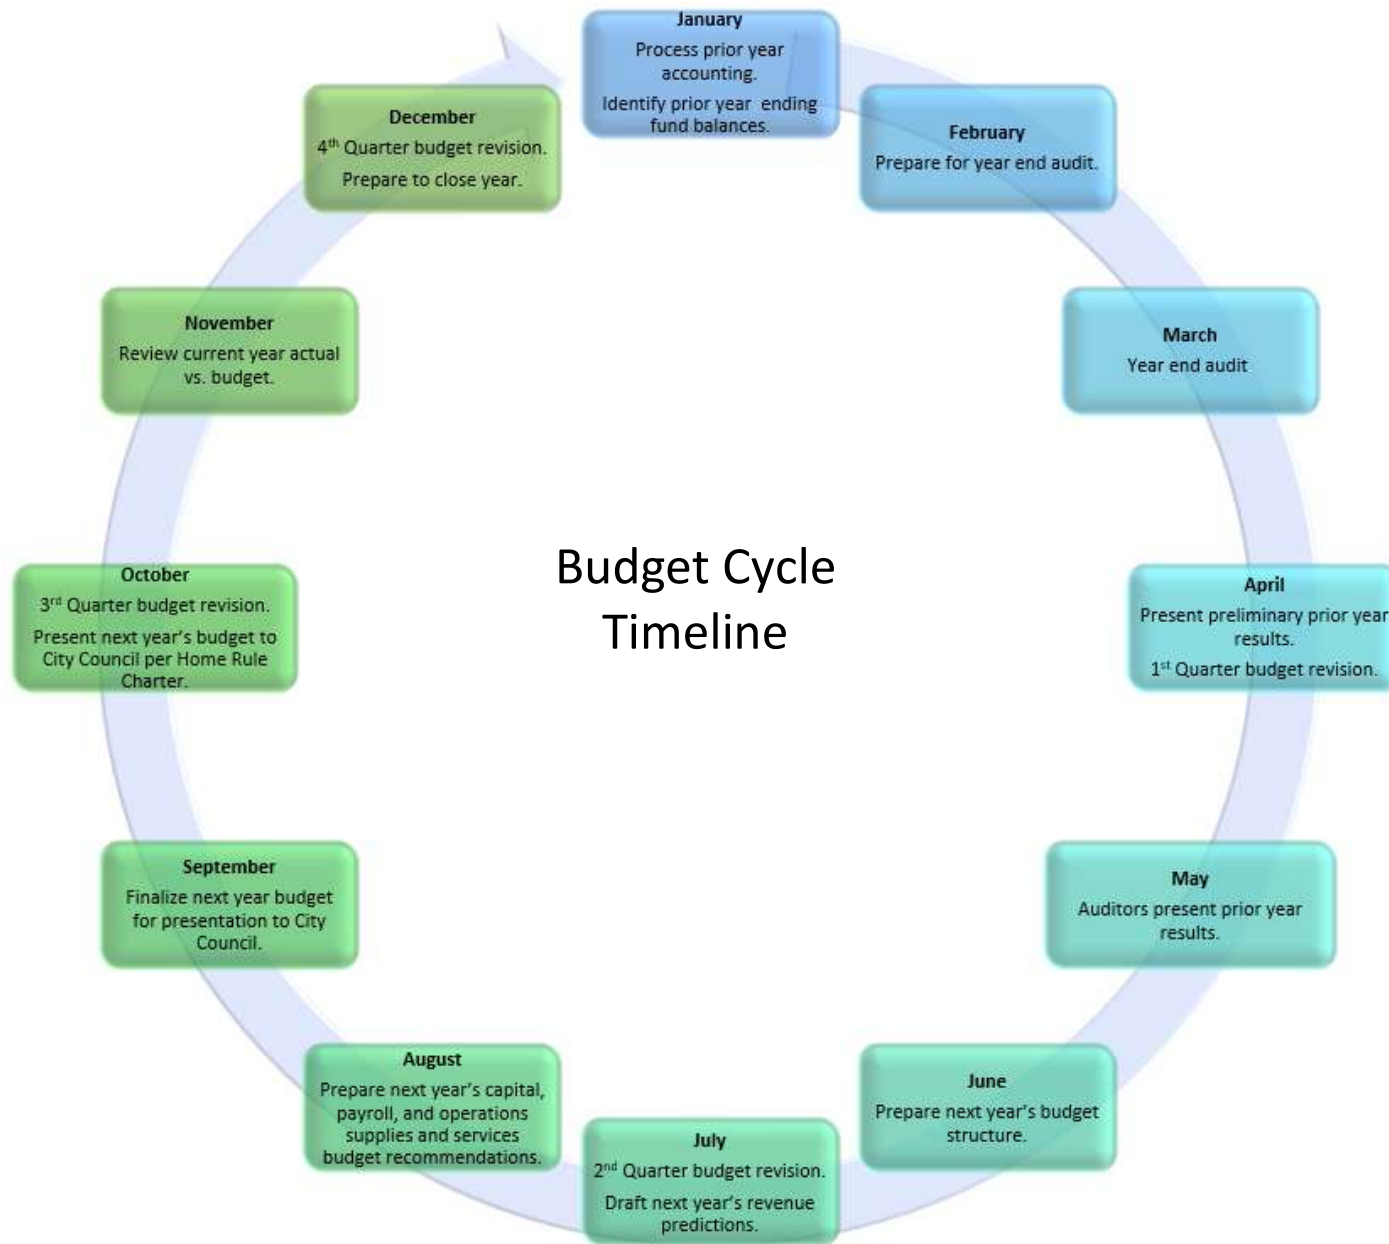 January
Process prior year
accounting.
Identify prior year ending
fund balances.
February
Prepare for year end audit.
March
Year end audit
April
Present preliminary prior year
results.
1st Quarter budget revision.
May
Auditors present prior year
results.
June
Prepare next year's budget
structure.
July
2nd Quarter budget revision.
Draft next year's revenue
predictions.
August
Prepare next year's capital,
payroll, and operations
supplies and services
budget recommendations.
September
Finalize next year budget
for presentation to City
Council.
October
3rd Quarter budget revision.
Present next year's budget to
City Council per Home Rule
Charter.
November
Review current year actual
vs. budget.
December
4th Quarter budget revision.
Prepare to close year.
Budget Cycle
Timeline